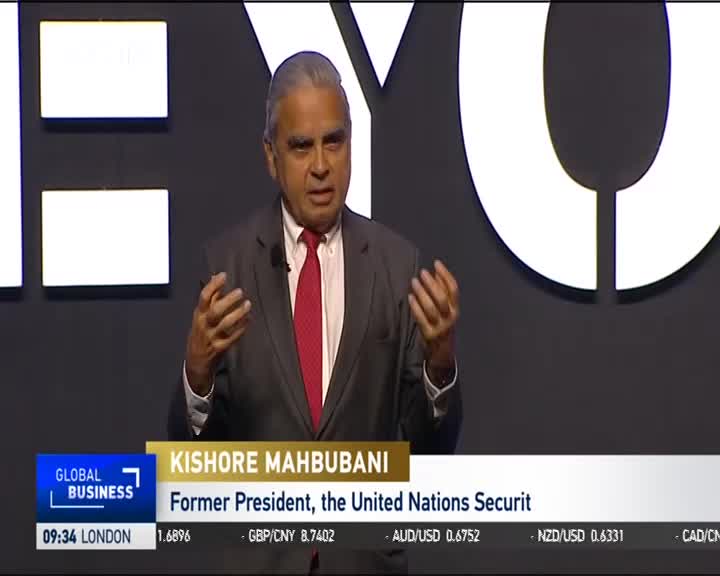 EYO
KISHORE MAHBUBANI
Former President, the United Nations Securit
GLOBAL
BUSINESS
09:34 LONDON
1.6896 - GBP/CNY 8.7402 - AUD/USD 0.6752 - NZD/USD 0.6331 - CAD/CN